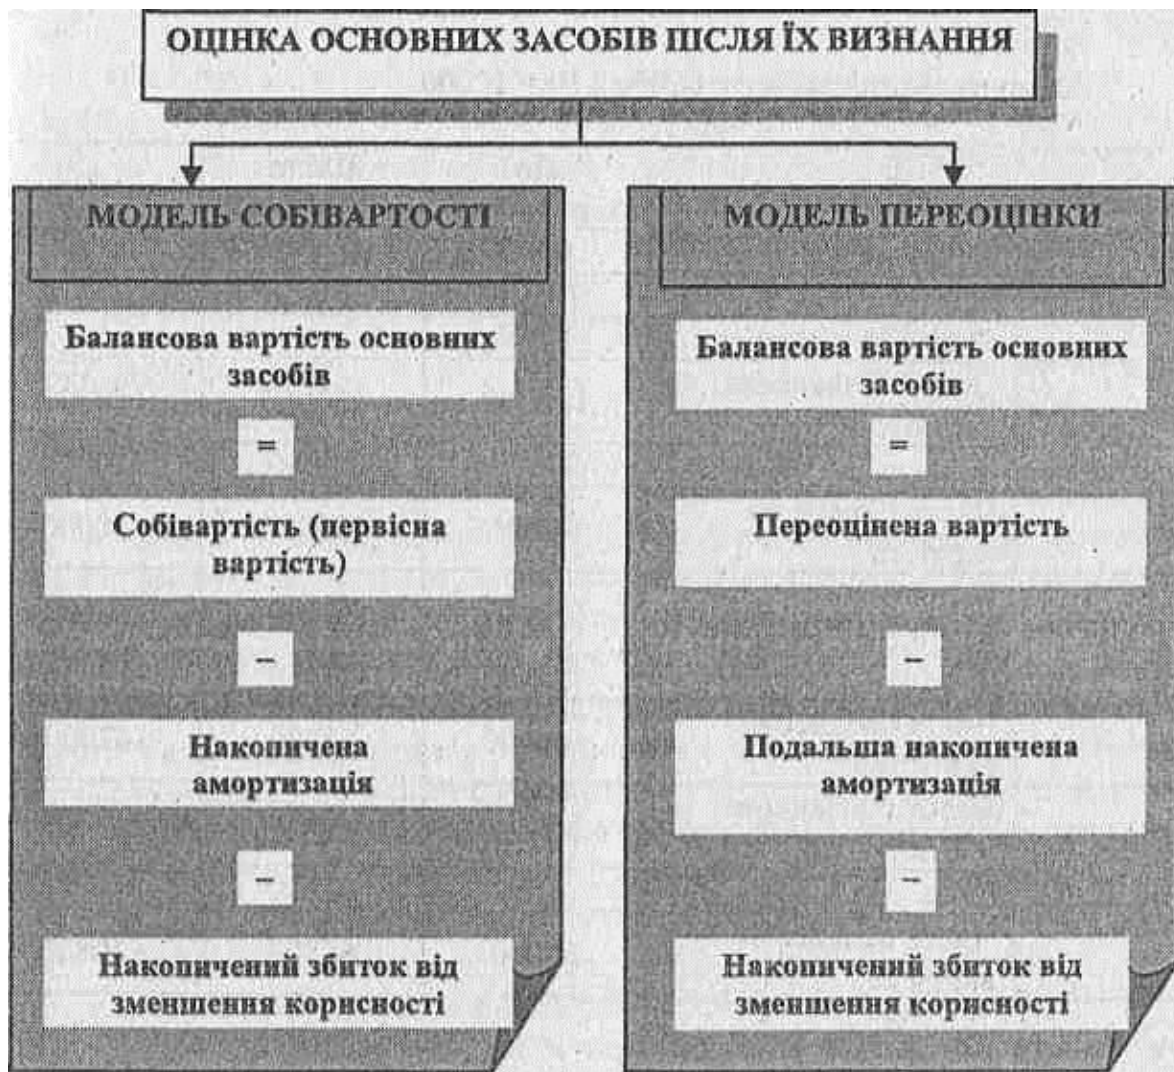 ОЦІНКА ОСНОВНИХ ЗАСОБІВ ПІСЛЯ ЇХ ВИЗНАННЯ
МОДЕЛЬ СОБІВАРТОСТІ
Балансова вартість основних
засобів
=
Собівартість (первісна
вартість)
–
Накопичена
амортизація
–
Накопичений збиток від
зменшення корисності
МОДЕЛЬ ПЕРЕОЦІНКИ
Балансова вартість основних
засобів
=
Переоцінена вартість
–
Подальша накопичена
амортизація
–
Накопичений збиток від
зменшення корисності